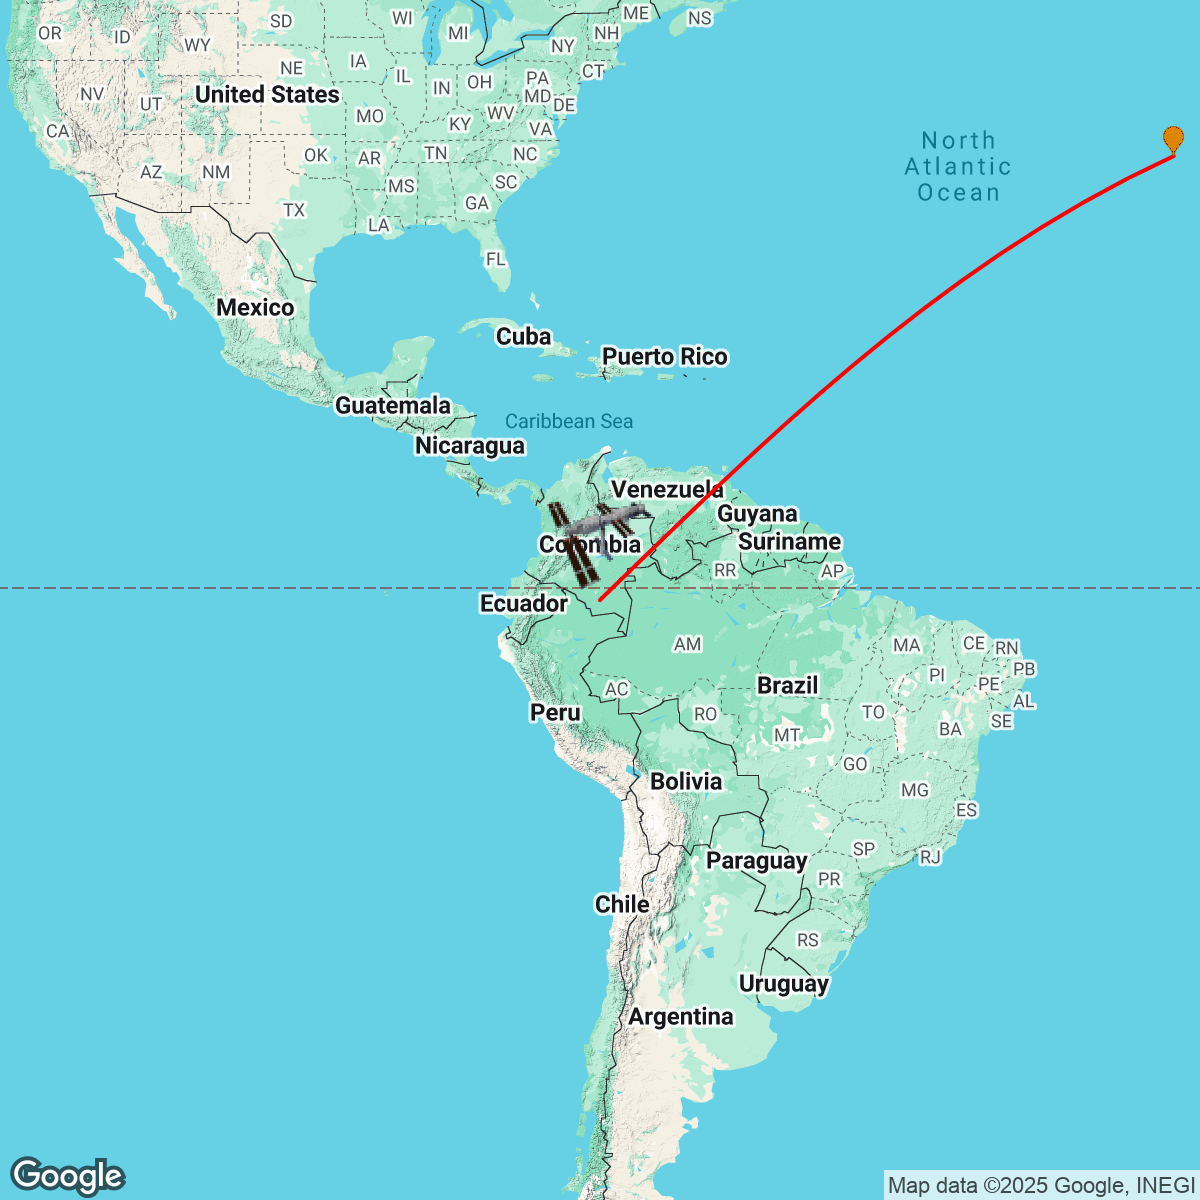 ME
NS
OR
ID
SD
WI
MI
NH
WY
NY
IA
NE
CT
NV
UT
United States
IL
IN
OH
PA
MD
DE
MO
KY
WV
VA
CA
North
Atlantic
Ocean
OK
AR
TN
NC
AZ
NM
MS
SC
TX
GA
LA
FL
Mexico
Cuba
Puerto Rico
Guatemala
Caribbean Sea
Nicaragua
Venezuela
Guyana
Colombia
Suriname
RR
AP
Ecuador
AM
MA
CE
RN
PB
PI
PE
AC
Brazil
AL
Peru
RO
TO
SE
MT
BA
GO
Bolivia
MG
ES
SP
RJ
Paraguay
PR
Chile
RS
Uruguay
Argentina
Google
Map data ©2025 Google, INEGI